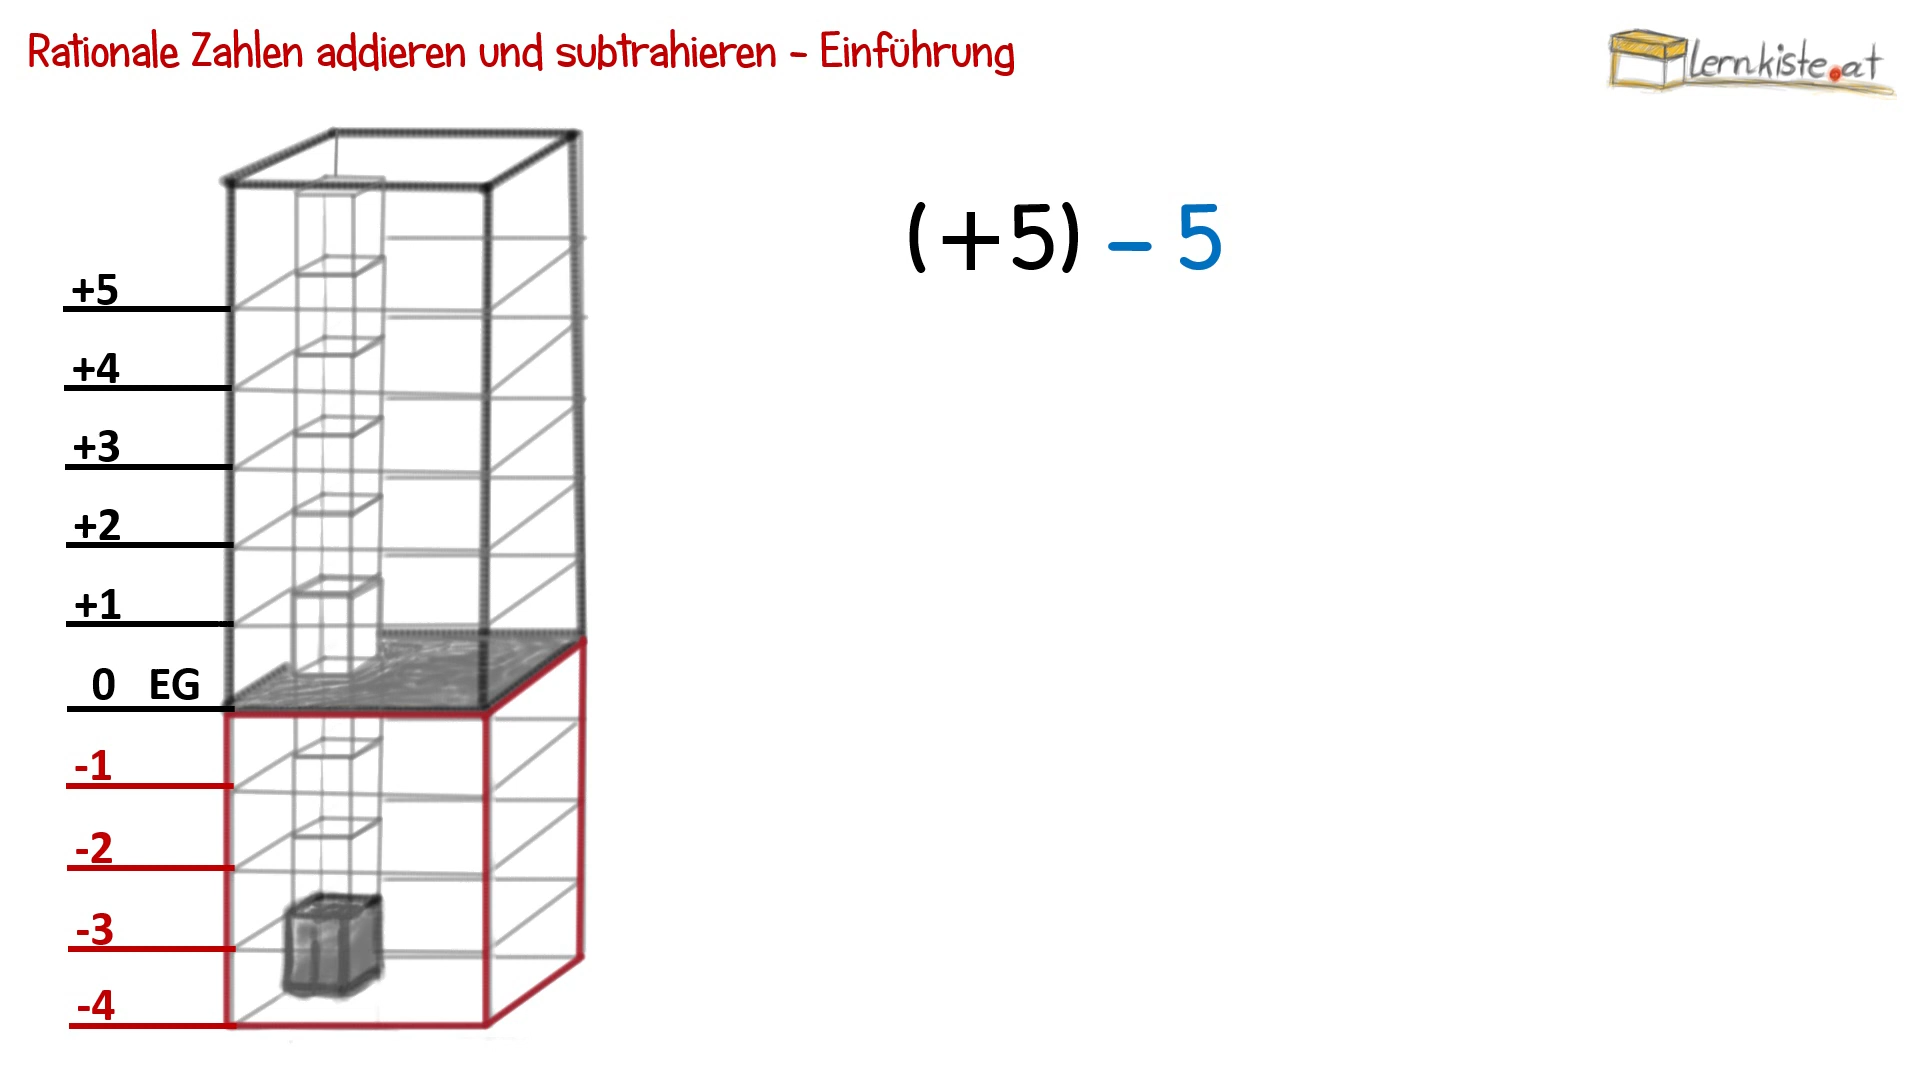 Rationale Zahlen addieren und subtrahieren - Einführung
Lernkiste.at
(+5) - 5
+5
+4
+3
+2
+1
0 EG
-1
-2
-3
-4